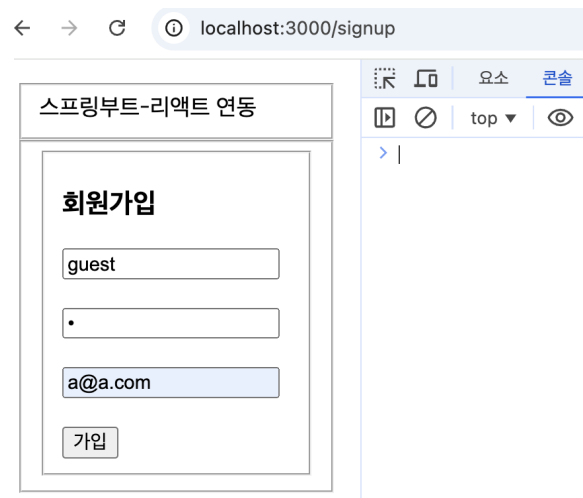 localhost:3000/signup
요소 콘솔
top ▼
>
스프링부트-리액트 연동
회원가입
guest
•
a@a.com
가입